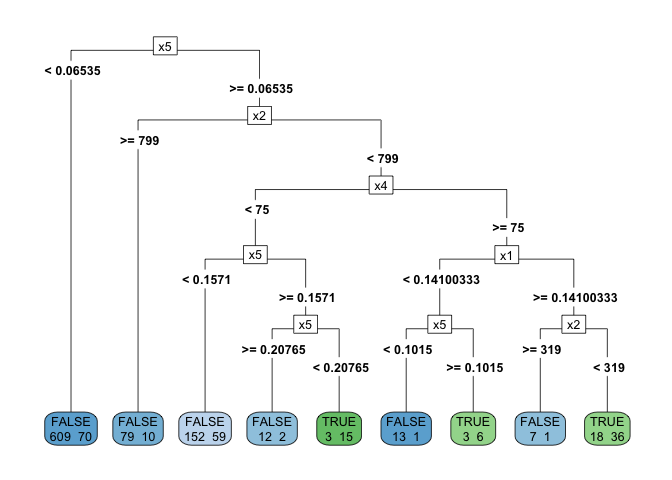 x5
< 0.06535
>= 0.06535
x2
>= 799
< 799
x4
< 75
>= 75
x5
x1
< 0.1571
>= 0.1571
< 0.14100333
>= 0.14100333
x5
x5
x2
>= 0.20765
< 0.20765
< 0.1015
>= 0.1015
>= 319
< 319
FALSE
609 70
FALSE
79 10
FALSE
152 59
FALSE
12 2
TRUE
3 15
FALSE
13 1
TRUE
3 6
FALSE
7 1
TRUE
18 36